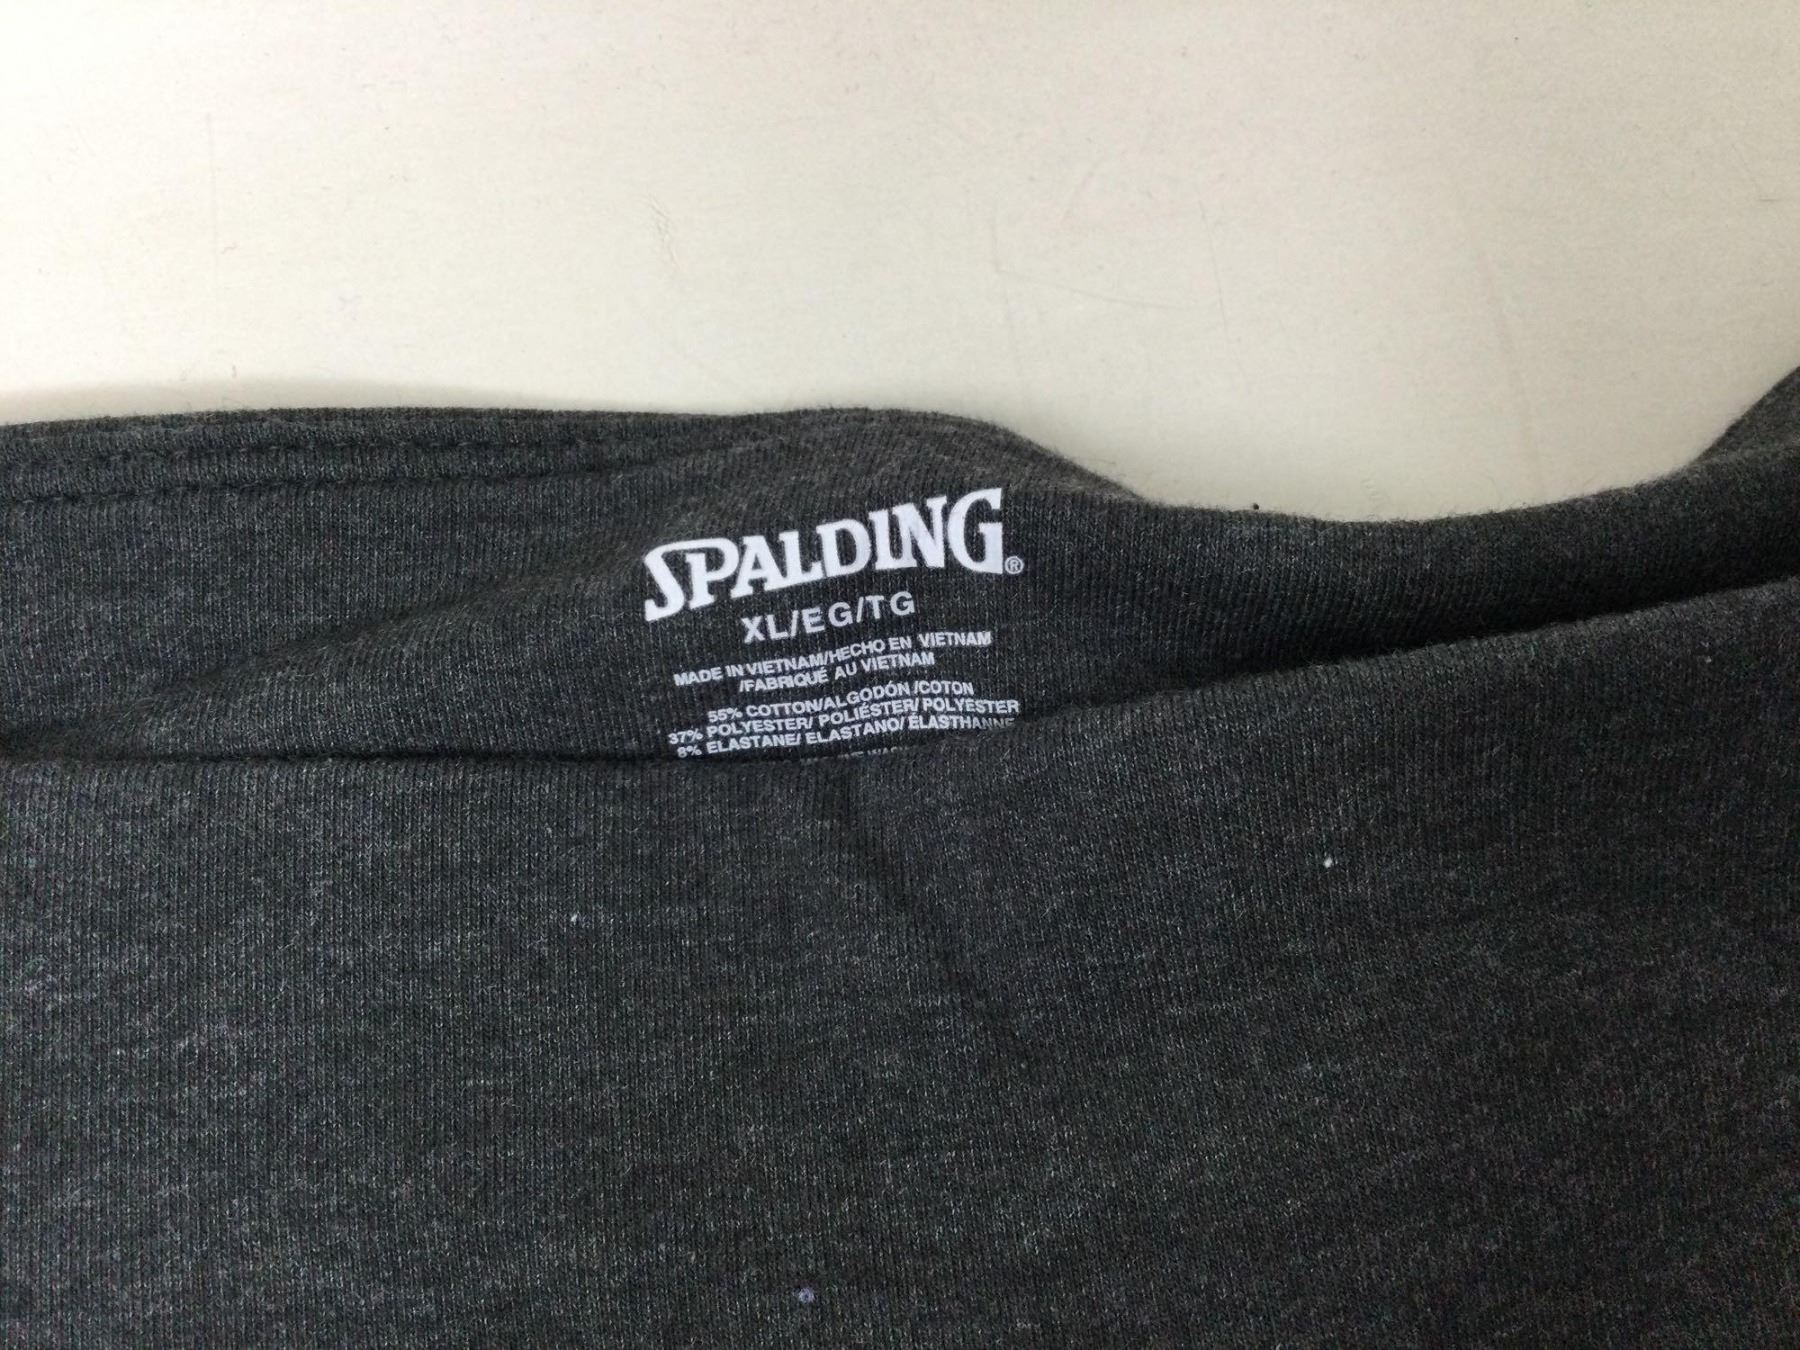 SPALDING®
XL/EG/TG
MADE IN VIETNAM/HECHO EN VIETNAM
/FABRIQUÉ AU VIETNAM
55% COTTON/ALGODÓN/COTON
37% POLYESTER/ POLIÉSTER/ POLYESTER
8% ELASTANE/ ELASTANO/ ÉLASTHANNE